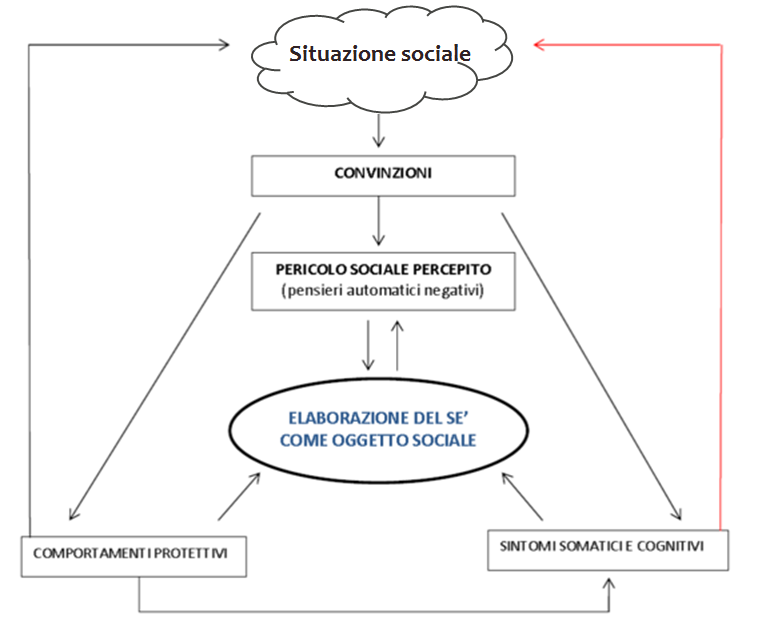 Situazione sociale
CONVINZIONI
PERICOLO SOCIALE PERCEPITO
(pensieri automatici negativi)
ELABORAZIONE DEL SE’
COME OGGETTO SOCIALE
COMPORTAMENTI PROTETTIVI
SINTOMI SOMATICI E COGNITIVI